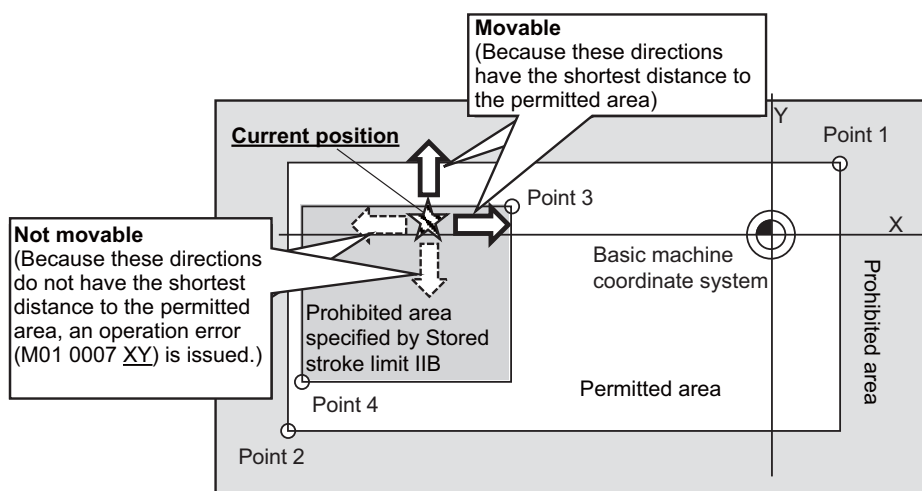 Movable
(Because these directions
have the shortest distance to
the permitted area)
Y
Point 1
Current position
Point 3
X
Not movable
(Because these directions
do not have the shortest
distance to the permitted
area, an operation error
(M01 0007 XY) is issued.)
Basic machine
coordinate system
Prohibited area
Prohibited area
specified by Stored
stroke limit IIB
Permitted area
Point 4
Point 2